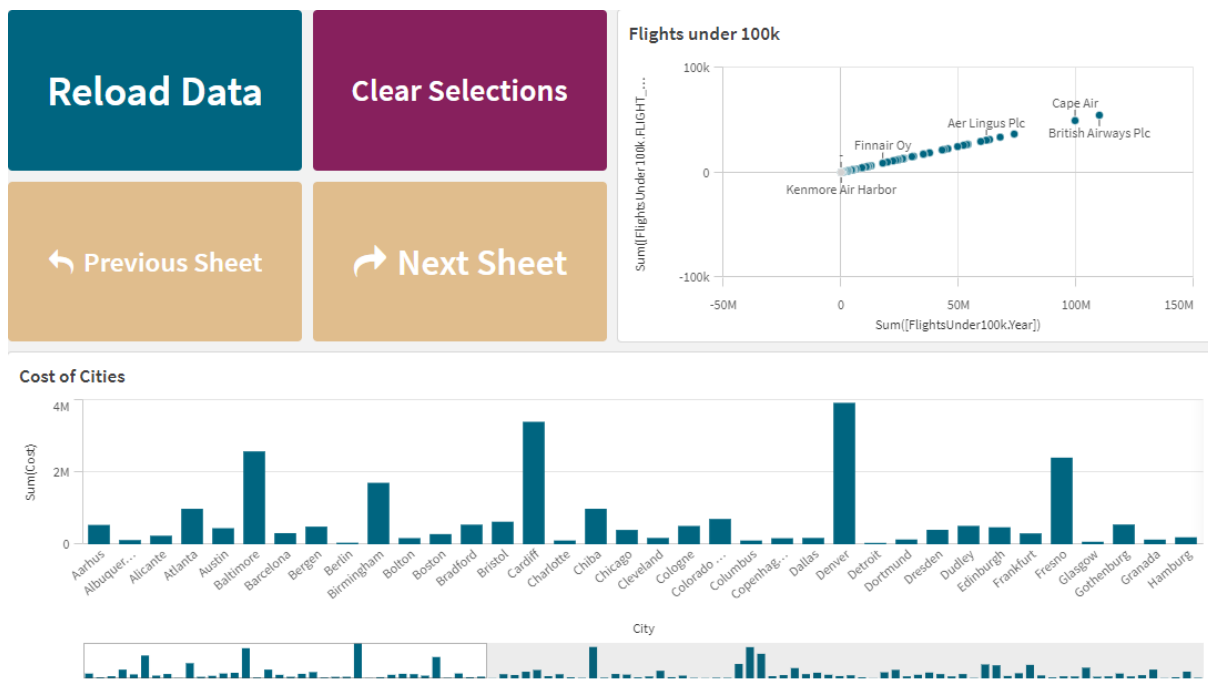 Reload Data
Clear Selections
Previous Sheet
Next Sheet
Flights under 100k
Sum([FlightsUnder100k.FLIGHT_...
100k
0
-100k
Cape Air
British Airways Plc
Aer Lingus Plc
Finnair Oy
Kenmore Air Harbor
-50M
0
50M
100M
150M
Sum([FlightsUnder100k.Year])
Cost of Cities
Sum(Cost)
4M
2M
0
Aarhus
Albuquer...
Alicante
Atlanta
Austin
Baltimore
Barcelona
Bergen
Berlin
Birmingham
Bolton
Boston
Bradford
Bristol
Cardiff
Charlotte
Chiba
Chicago
Cleveland
Cologne
Colorado ...
Columbus
Copenhag...
Dallas
Denver
Detroit
Dortmund
Dresden
Dudley
Edinburgh
Frankfurt
Fresno
Glasgow
Gothenburg
Granada
Hamburg
City